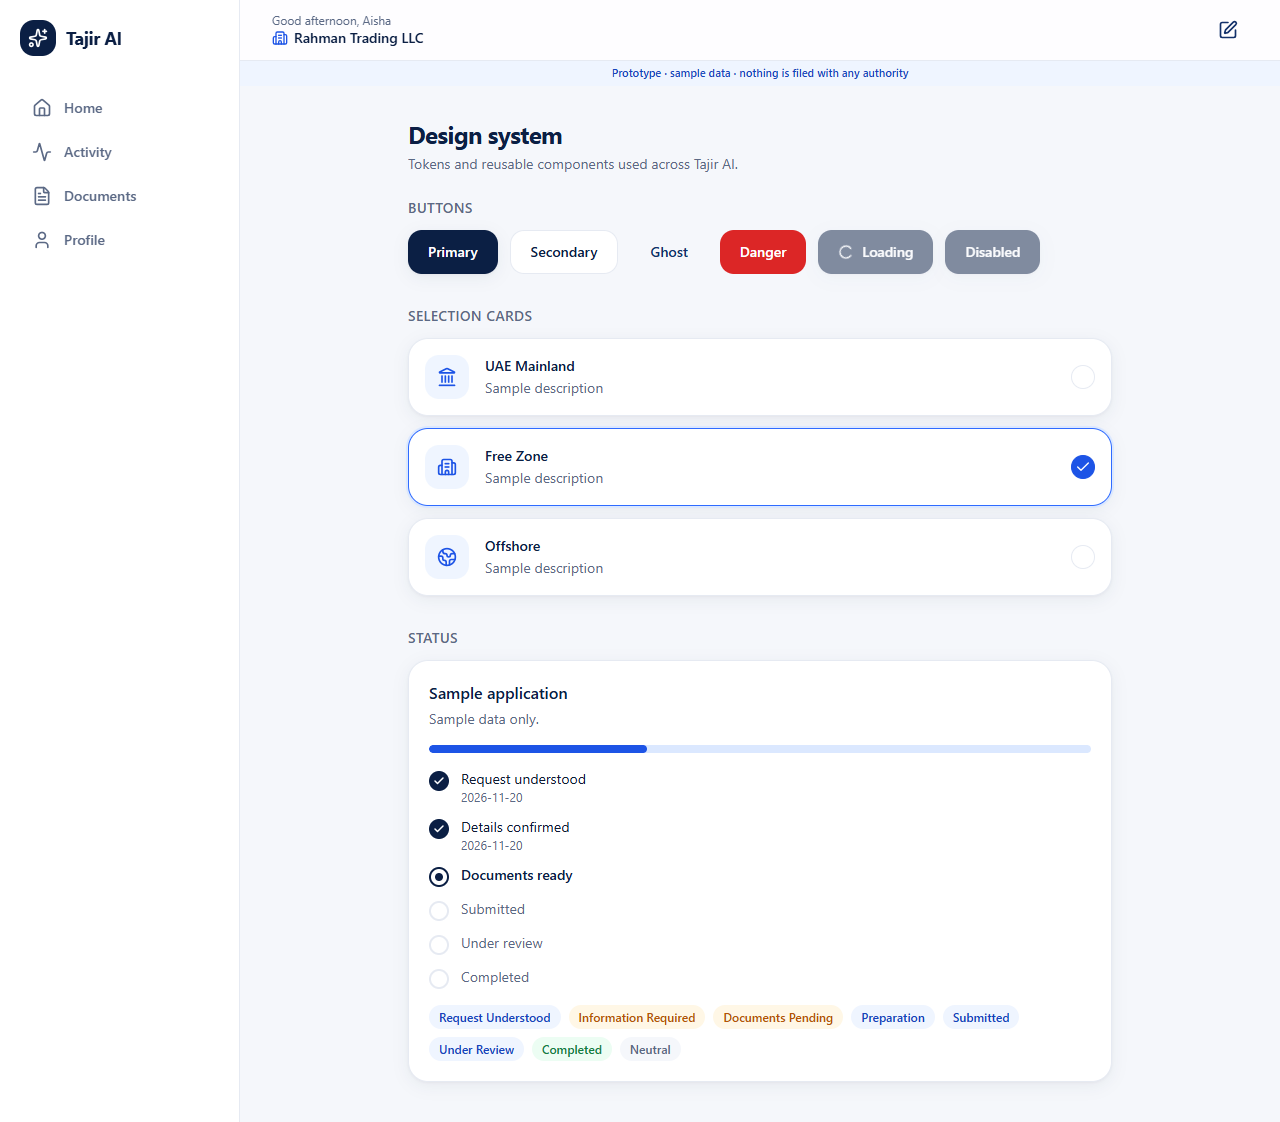 Tajir AI
Home
Activity
Documents
Profile
Good afternoon, Aisha
Rahman Trading LLC
Prototype · sample data · nothing is filed with any authority
Design system
Tokens and reusable components used across Tajir AI.
BUTTONS
Primary
Secondary
Ghost
Danger
Loading
Disabled
SELECTION CARDS
UAE Mainland
Sample description
Free Zone
Sample description
Offshore
Sample description
STATUS
Sample application
Sample data only.
Request understood
2026-11-20
Details confirmed
2026-11-20
Documents ready
Submitted
Under review
Completed
Request Understood
Information Required
Documents Pending
Preparation
Submitted
Under Review
Completed
Neutral